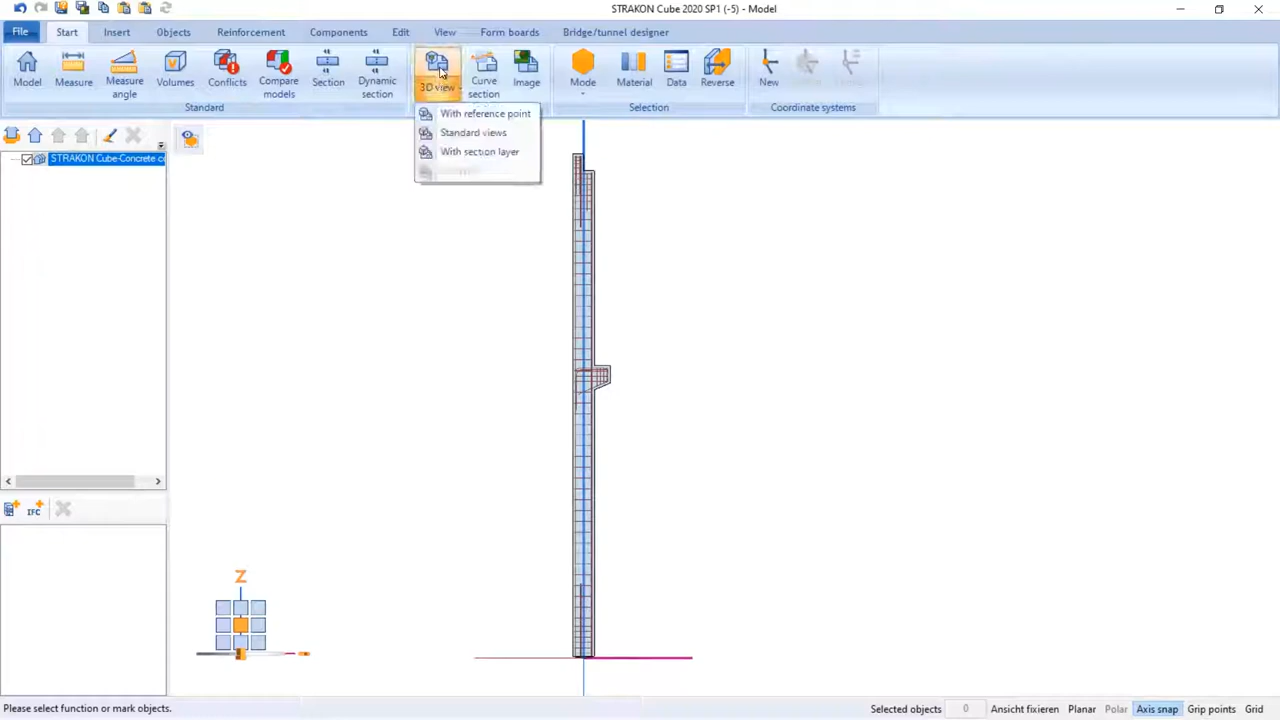 STRAKON Cube 2020 SP1 (-5) - Model
File Start Insert Objects Reinforcement Components Edit View Form boards Bridge/tunnel designer
Model Measure Measure angle Volumes Conflicts Compare models Section Dynamic section 3D view Curve section Image Mode Material Data Reverse New
Standard Selection Coordinate systems
With reference point
Standard views
With section layer
STRAKON Cube-Concrete co
IFC
Z
Please select function or mark objects. Selected objects 0 Ansicht fixieren Planar Polar Axis snap Grip points Grid